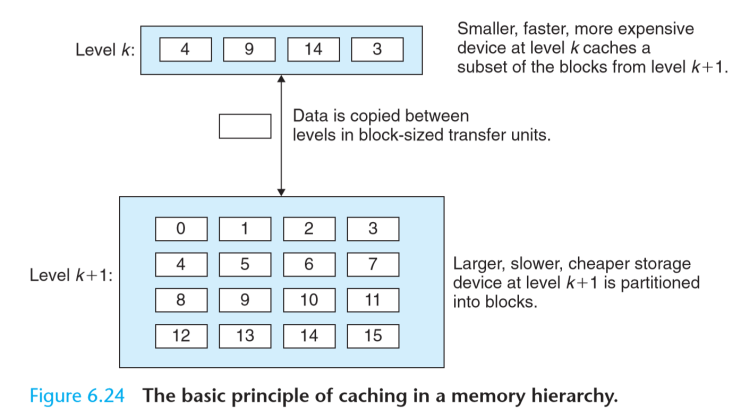 Level k:
4 9 14 3
Smaller, faster, more expensive
device at level k caches a
subset of the blocks from level k+1.
Data is copied between
levels in block-sized transfer units.
Level k+1:
0 1 2 3
4 5 6 7
8 9 10 11
12 13 14 15
Larger, slower, cheaper storage
device at level k+1 is partitioned
into blocks.
Figure 6.24 The basic principle of caching in a memory hierarchy.